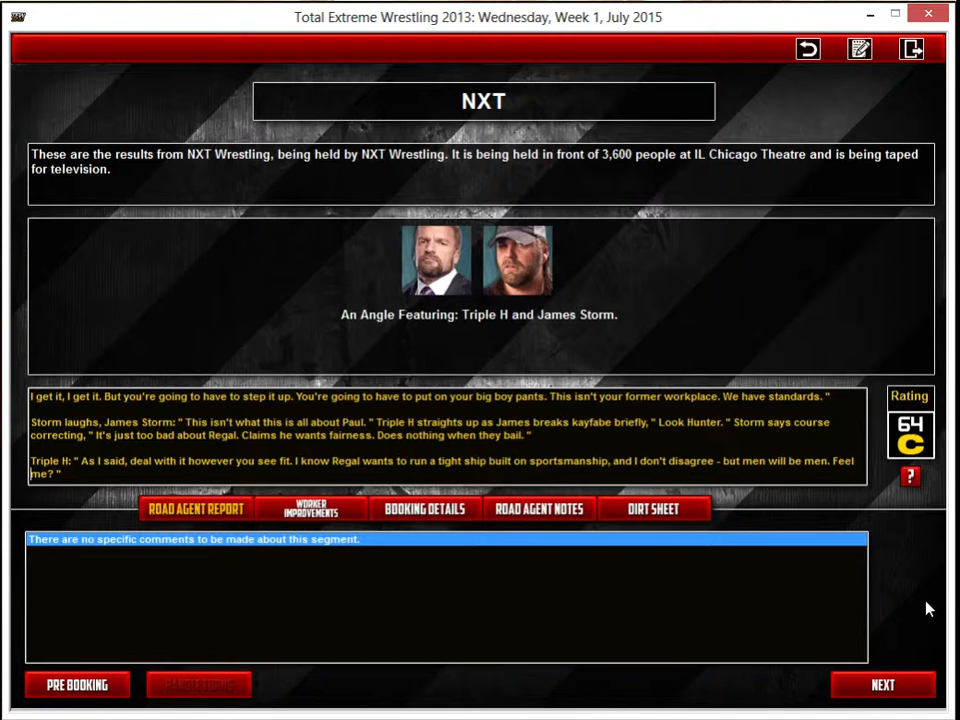 Total Extreme Wrestling 2013: Wednesday, Week 1, July 2015
NXT
These are the results from NXT Wrestling, being held by NXT Wrestling. It is being held in front of 3,600 people at IL Chicago Theatre and is being taped
for television.
An Angle Featuring: Triple H and James Storm.
I get it, I get it. But you're going to have to step it up. You're going to have to put on your big boy pants. This isn't your former workplace. We have standards. "
Storm laughs, James Storm: " This isn't what this is all about Paul. " Triple H straights up as James breaks kayfabe briefly, " Look Hunter. " Storm says course
correcting, " It's just too bad about Regal. Claims he wants fairness. Does nothing when they bail. "
Triple H: " As I said, deal with it however you see fit. I know Regal wants to run a tight ship built on sportsmanship, and I don't disagree - but men will be men. Feel
me? "
Rating
64
C
?
ROAD AGENT REPORT
WORKER
IMPROVEMENTS
BOOKING DETAILS
ROAD AGENT NOTES
DIRT SHEET
There are no specific comments to be made about this segment.
PRE BOOKING
NEXT